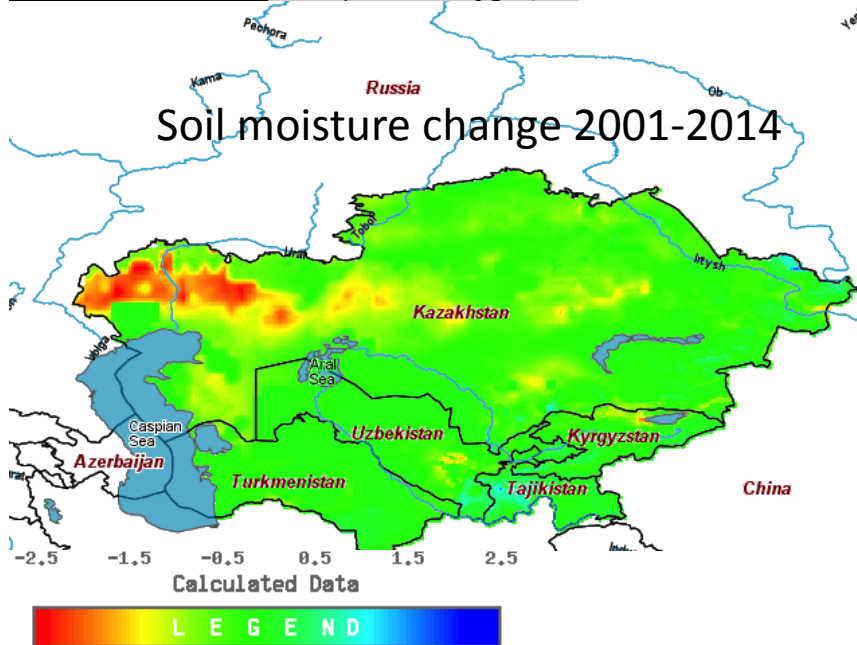 Pechora
Kama
Ob
Russia
Soil moisture change 2001-2014
Tobol
Ural
Irtysh
Kazakhstan
Volga
Aral
Sea
Caspian
Sea
Uzbekistan
Kyrgyzstan
Azerbaijan
Turkmenistan
Tajikistan
China
-2.5 -1.5 -0.5 0.5 1.5 2.5
Calculated Data
L E G E N D